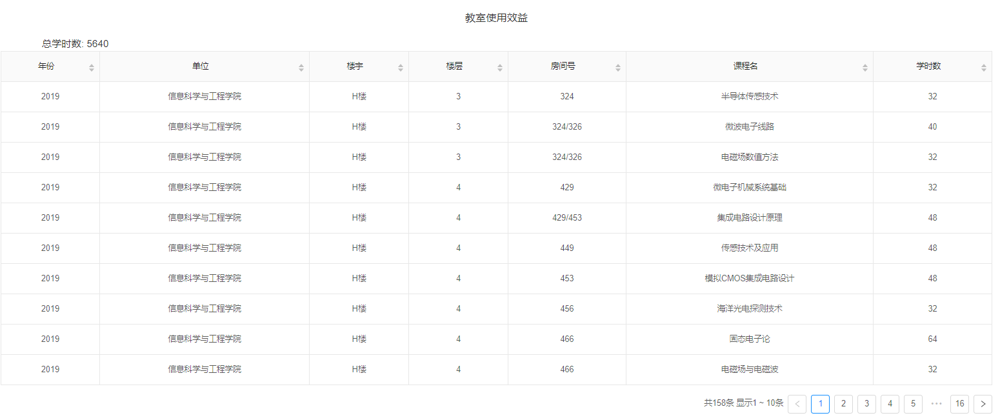 教室使用效益
总学时数: 5640
年份 单位 楼宇 楼层 房间号 课程名 学时数
2019 信息科学与工程学院 H楼 3 324 半导体传感技术 32
2019 信息科学与工程学院 H楼 3 324/326 微波电子线路 40
2019 信息科学与工程学院 H楼 3 324/326 电磁场数值方法 32
2019 信息科学与工程学院 H楼 4 429 微电子机械系统基础 32
2019 信息科学与工程学院 H楼 4 429/453 集成电路设计原理 48
2019 信息科学与工程学院 H楼 4 449 传感技术及应用 48
2019 信息科学与工程学院 H楼 4 453 模拟CMOS集成电路设计 48
2019 信息科学与工程学院 H楼 4 456 海洋光电探测技术 32
2019 信息科学与工程学院 H楼 4 466 固态电子论 64
2019 信息科学与工程学院 H楼 4 466 电磁场与电磁波 32
共158条 显示1 ~ 10条 < 1 2 3 4 5 ••• 16 >